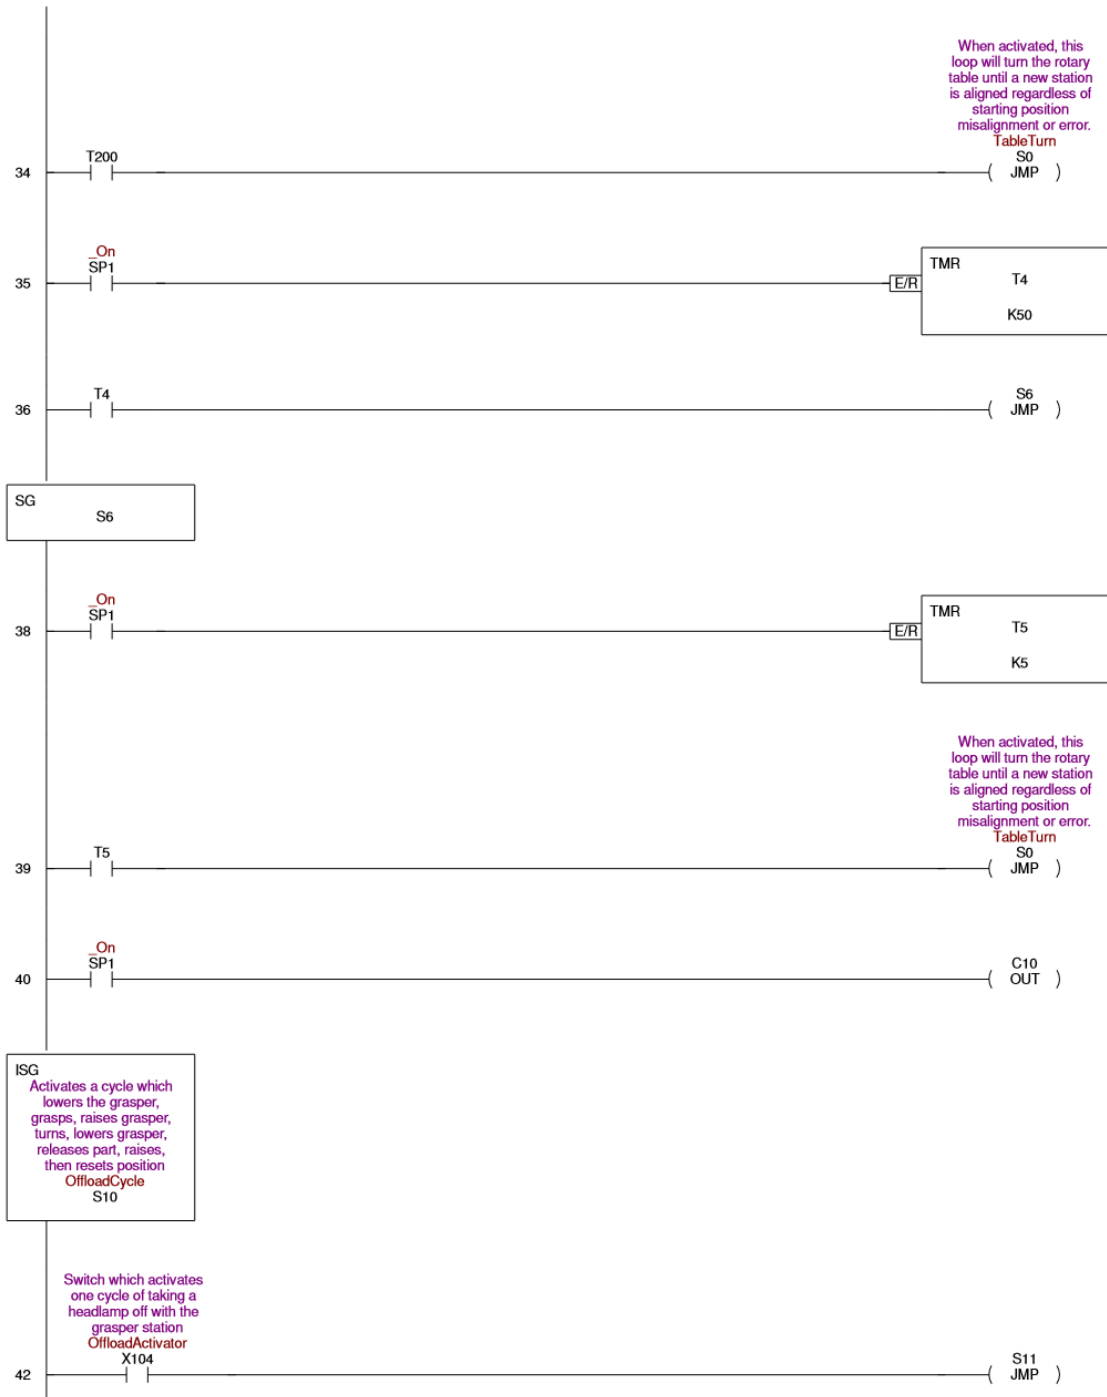 When activated, this
loop will turn the rotary
table until a new station
is aligned regardless of
starting position
misalignment or error.
TableTurn
T200
S0
34
JMP
_On
SP1
TMR
35
E/R
T4
K50
T4
S6
36
JMP
SG
S6
_On
SP1
TMR
38
E/R
T5
K5
When activated, this
loop will turn the rotary
table until a new station
is aligned regardless of
starting position
misalignment or error.
TableTurn
T5
S0
39
JMP
_On
SP1
C10
40
OUT
ISG
Activates a cycle which
lowers the grasper,
grasps, raises grasper,
turns, lowers grasper,
releases part, raises,
then resets position
OffloadCycle
S10
Switch which activates
one cycle of taking a
headlamp off with the
grasper station
OffloadActivator
X104
S11
42
JMP